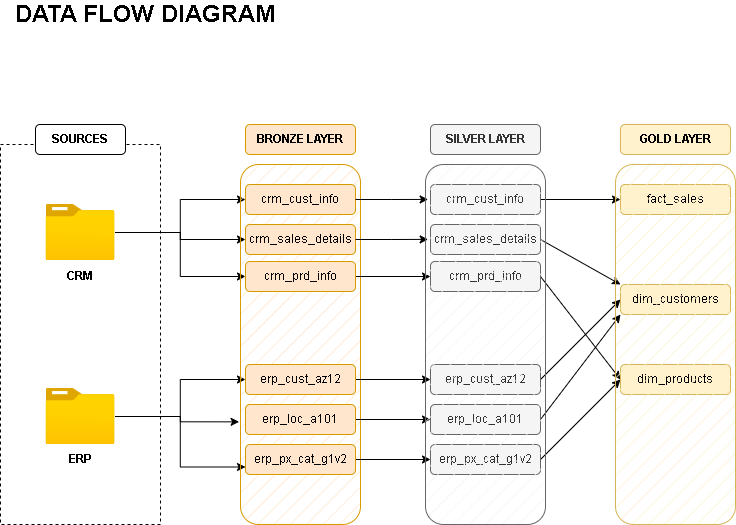 DATA FLOW DIAGRAM
SOURCES
BRONZE LAYER
SILVER LAYER
GOLD LAYER
crm_cust_info
crm_cust_info
fact_sales
crm_sales_details
crm_sales_details
CRM
crm_prd_info
crm_prd_info
dim_customers
erp_cust_az12
erp_cust_az12
dim_products
erp_loc_a101
erp_loc_a101
ERP
erp_px_cat_g1v2
erp_px_cat_g1v2